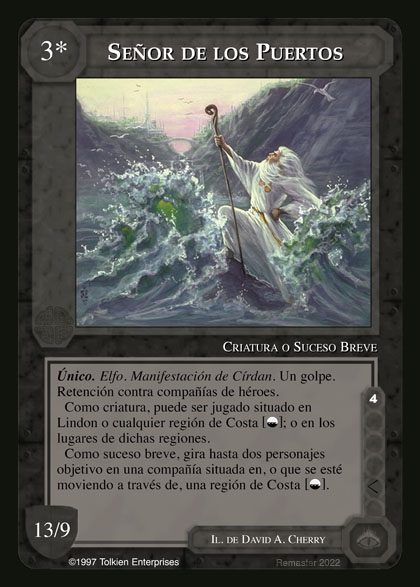 3*
Señor de los Puertos
Criatura o Suceso Breve
Único. Elfo. Manifestación de Círdan. Un golpe.
Retención contra compañías de héroes.
Como criatura, puede ser jugado situado en
Lindon o cualquier región de Costa []; o en los
lugares de dichas regiones.
Como suceso breve, gira hasta dos personajes
objetivo en una compañía situada en, o que se esté
moviendo a través de, una región de Costa [].
4
13/9
Il. de David A. Cherry
©1997 Tolkien Enterprises
Remaster 2022